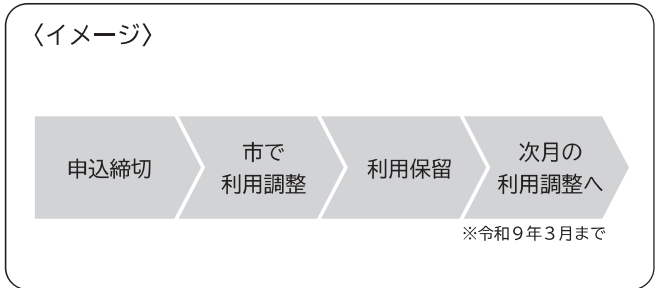 〈イメージ〉
申込締切
市で
利用調整
利用保留
次月の
利用調整へ
※令和9年3月まで